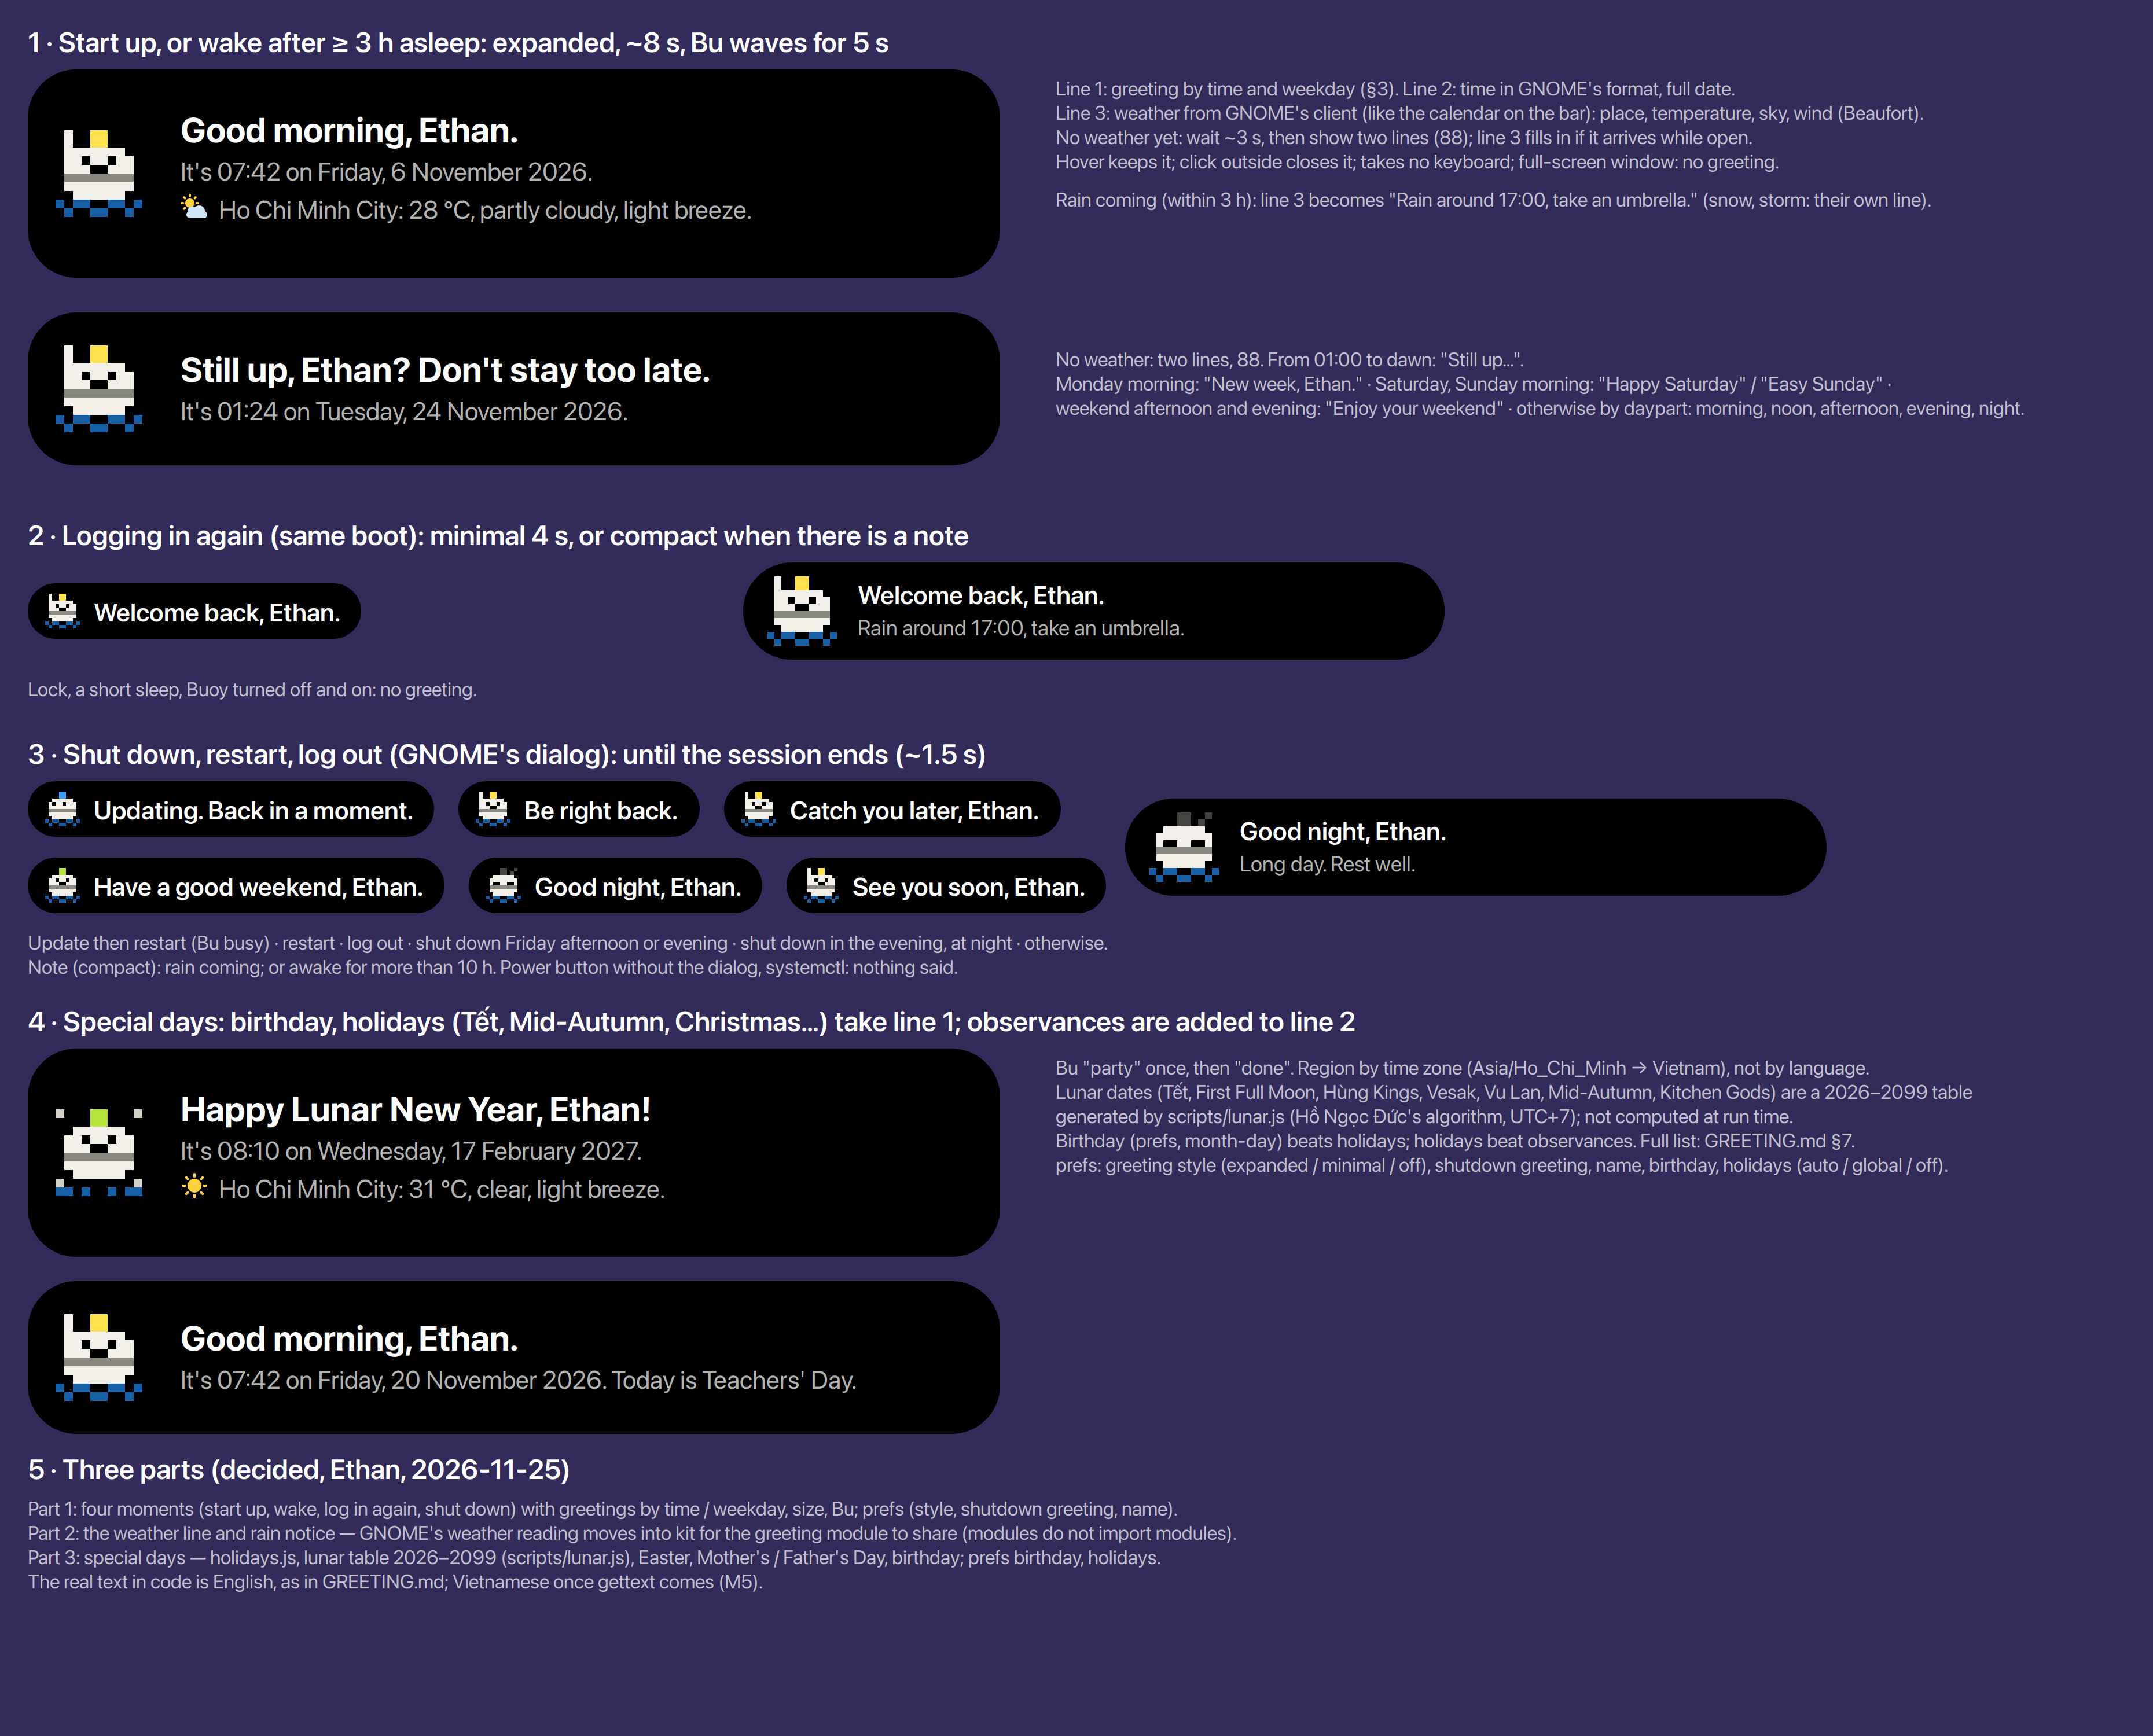 1 · Start up, or wake after ≥ 3 h asleep: expanded, ~8 s, Bu waves for 5 s
Good morning, Ethan.
It's 07:42 on Friday, 6 November 2026.
Ho Chi Minh City: 28 °C, partly cloudy, light breeze.
Line 1: greeting by time and weekday (§3). Line 2: time in GNOME's format, full date.
Line 3: weather from GNOME's client (like the calendar on the bar): place, temperature, sky, wind (Beaufort).
No weather yet: wait ~3 s, then show two lines (88); line 3 fills in if it arrives while open.
Hover keeps it; click outside closes it; takes no keyboard; full-screen window: no greeting.
Rain coming (within 3 h): line 3 becomes "Rain around 17:00, take an umbrella." (snow, storm: their own line).
Still up, Ethan? Don't stay too late.
It's 01:24 on Tuesday, 24 November 2026.
No weather: two lines, 88. From 01:00 to dawn: "Still up…".
Monday morning: "New week, Ethan." · Saturday, Sunday morning: "Happy Saturday" / "Easy Sunday" ·
weekend afternoon and evening: "Enjoy your weekend" · otherwise by daypart: morning, noon, afternoon, evening, night.
2 · Logging in again (same boot): minimal 4 s, or compact when there is a note
Welcome back, Ethan.
Welcome back, Ethan.
Rain around 17:00, take an umbrella.
Lock, a short sleep, Buoy turned off and on: no greeting.
3 · Shut down, restart, log out (GNOME's dialog): until the session ends (~1.5 s)
Updating. Back in a moment.
Be right back.
Catch you later, Ethan.
Good night, Ethan.
Long day. Rest well.
Have a good weekend, Ethan.
Good night, Ethan.
See you soon, Ethan.
Update then restart (Bu busy) · restart · log out · shut down Friday afternoon or evening · shut down in the evening, at night · otherwise.
Note (compact): rain coming; or awake for more than 10 h. Power button without the dialog, systemctl: nothing said.
4 · Special days: birthday, holidays (Tết, Mid-Autumn, Christmas…) take line 1; observances are added to line 2
Happy Lunar New Year, Ethan!
It's 08:10 on Wednesday, 17 February 2027.
Ho Chi Minh City: 31 °C, clear, light breeze.
Bu "party" once, then "done". Region by time zone (Asia/Ho_Chi_Minh → Vietnam), not by language.
Lunar dates (Tết, First Full Moon, Hùng Kings, Vesak, Vu Lan, Mid-Autumn, Kitchen Gods) are a 2026–2099 table
generated by scripts/lunar.js (Hồ Ngọc Đức's algorithm, UTC+7); not computed at run time.
Birthday (prefs, month-day) beats holidays; holidays beat observances. Full list: GREETING.md §7.
prefs: greeting style (expanded / minimal / off), shutdown greeting, name, birthday, holidays (auto / global / off).
Good morning, Ethan.
It's 07:42 on Friday, 20 November 2026. Today is Teachers' Day.
5 · Three parts (decided, Ethan, 2026-11-25)
Part 1: four moments (start up, wake, log in again, shut down) with greetings by time / weekday, size, Bu; prefs (style, shutdown greeting, name).
Part 2: the weather line and rain notice — GNOME's weather reading moves into kit for the greeting module to share (modules do not import modules).
Part 3: special days — holidays.js, lunar table 2026–2099 (scripts/lunar.js), Easter, Mother's / Father's Day, birthday; prefs birthday, holidays.
The real text in code is English, as in GREETING.md; Vietnamese once gettext comes (M5).